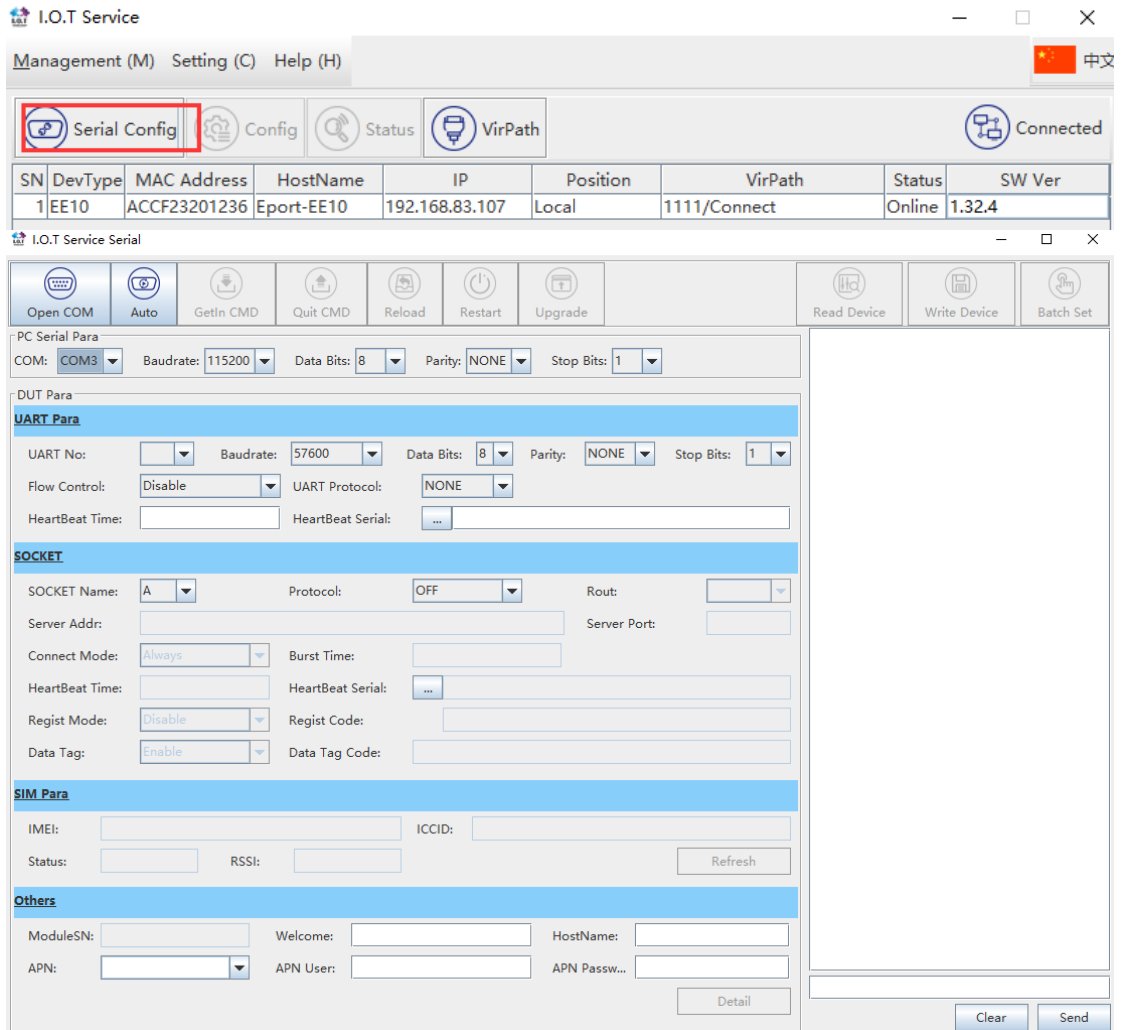 I.O.T Service
Management (M) Setting (C) Help (H) 中文
Serial Config Config Status VirPath Connected
SN DevType MAC Address HostName IP Position VirPath Status SW Ver
1 EE10 ACCF23201236 Eport-EE10 192.168.83.107 Local 1111/Connect Online 1.32.4
I.O.T Service Serial
Open COM Auto GetIn CMD Quit CMD Reload Restart Upgrade Read Device Write Device Batch Set
PC Serial Para
COM: COM3 Baudrate: 115200 Data Bits: 8 Parity: NONE Stop Bits: 1
DUT Para
UART Para
UART No: Baudrate: 57600 Data Bits: 8 Parity: NONE Stop Bits: 1
Flow Control: Disable UART Protocol: NONE
HeartBeat Time: HeartBeat Serial: ...
SOCKET
SOCKET Name: A Protocol: OFF Rout:
Server Addr: Server Port:
Connect Mode: Always Burst Time:
HeartBeat Time: HeartBeat Serial: ...
Regist Mode: Disable Regist Code:
Data Tag: Enable Data Tag Code:
SIM Para
IMEI: ICCID:
Status: RSSI: Refresh
Others
ModuleSN: Welcome: HostName:
APN: APN User: APN Passw...
Detail
Clear Send